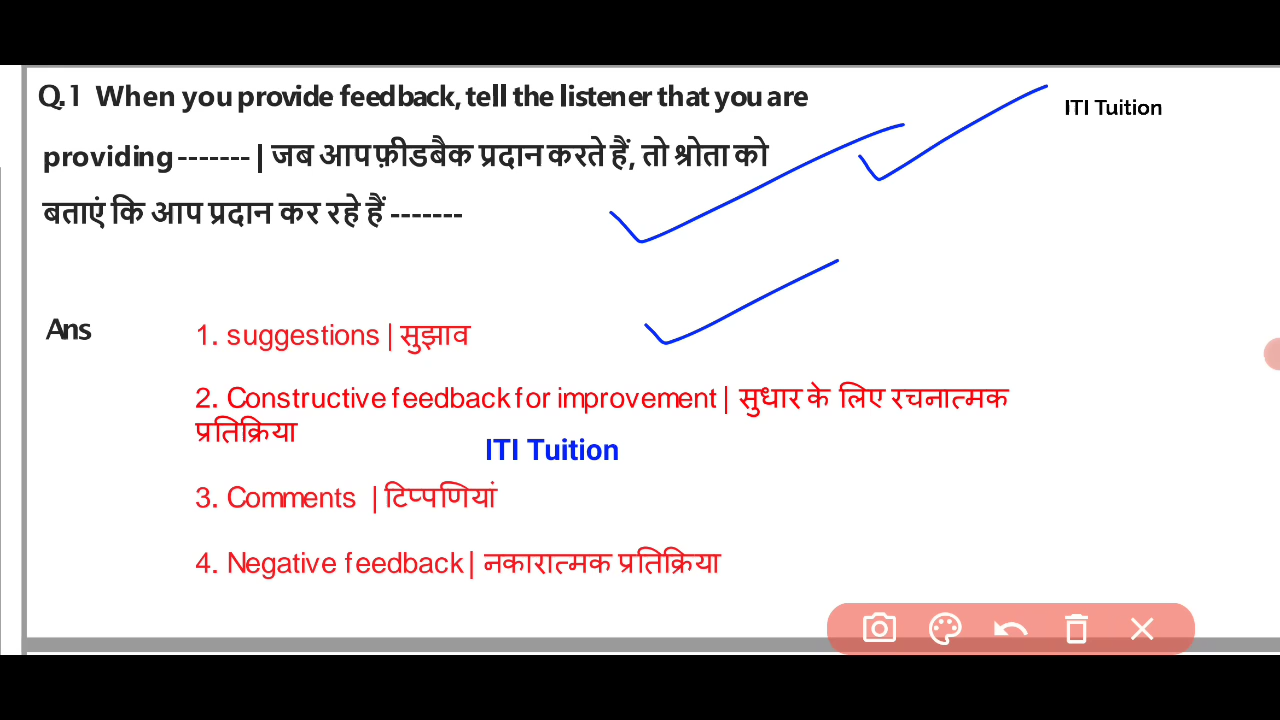 Q.1 When you provide feedback, tell the listener that you are
ITI Tuition
providing ------- | जब आप फ़ीडबैक प्रदान करते हैं, तो श्रोता को
बताएं कि आप प्रदान कर रहे हैं -------
Ans
1. suggestions | सुझाव
2. Constructive feedback for improvement | सुधार के लिए रचनात्मक
प्रतिक्रिया
ITI Tuition
3. Comments | टिप्पणियां
4. Negative feedback | नकारात्मक प्रतिक्रिया